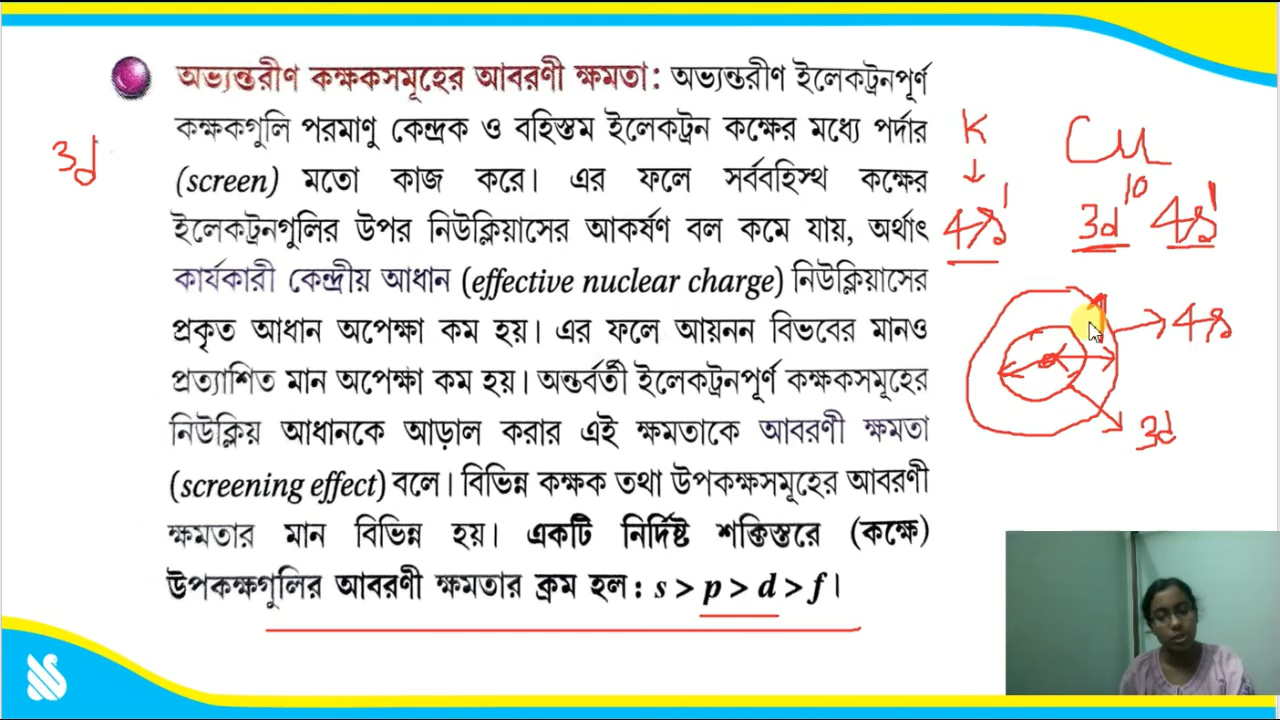 অভ্যন্তরীণ কক্ষকসমূহের আবরণী ক্ষমতা: অভ্যন্তরীণ ইলেকট্রনপূর্ণ
কক্ষকগুলি পরমাণু কেন্দ্রক ও বহিস্তম ইলেকট্রন কক্ষের মধ্যে পর্দার
(screen) মতো কাজ করে। এর ফলে সর্ববহিস্থ কক্ষের
ইলেকট্রনগুলির উপর নিউক্লিয়াসের আকর্ষণ বল কমে যায়, অর্থাৎ
কার্যকারী কেন্দ্রীয় আধান (effective nuclear charge) নিউক্লিয়াসের
প্রকৃত আধান অপেক্ষা কম হয়। এর ফলে আয়নন বিভবের মানও
প্রত্যাশিত মান অপেক্ষা কম হয়। অন্তর্বর্তী ইলেকট্রনপূর্ণ কক্ষকসমূহের
নিউক্লিয় আধানকে আড়াল করার এই ক্ষমতাকে আবরণী ক্ষমতা
(screening effect) বলে। বিভিন্ন কক্ষক তথা উপকক্ষসমূহের আবরণী
ক্ষমতার মান বিভিন্ন হয়। একটি নির্দিষ্ট শক্তিস্তরে (কক্ষে)
উপকক্ষগুলির আবরণী ক্ষমতার ক্রম হল: s > p > d > f।
3d
K
↓
4s¹
Cu
3d¹⁰ 4s¹
4s
3d